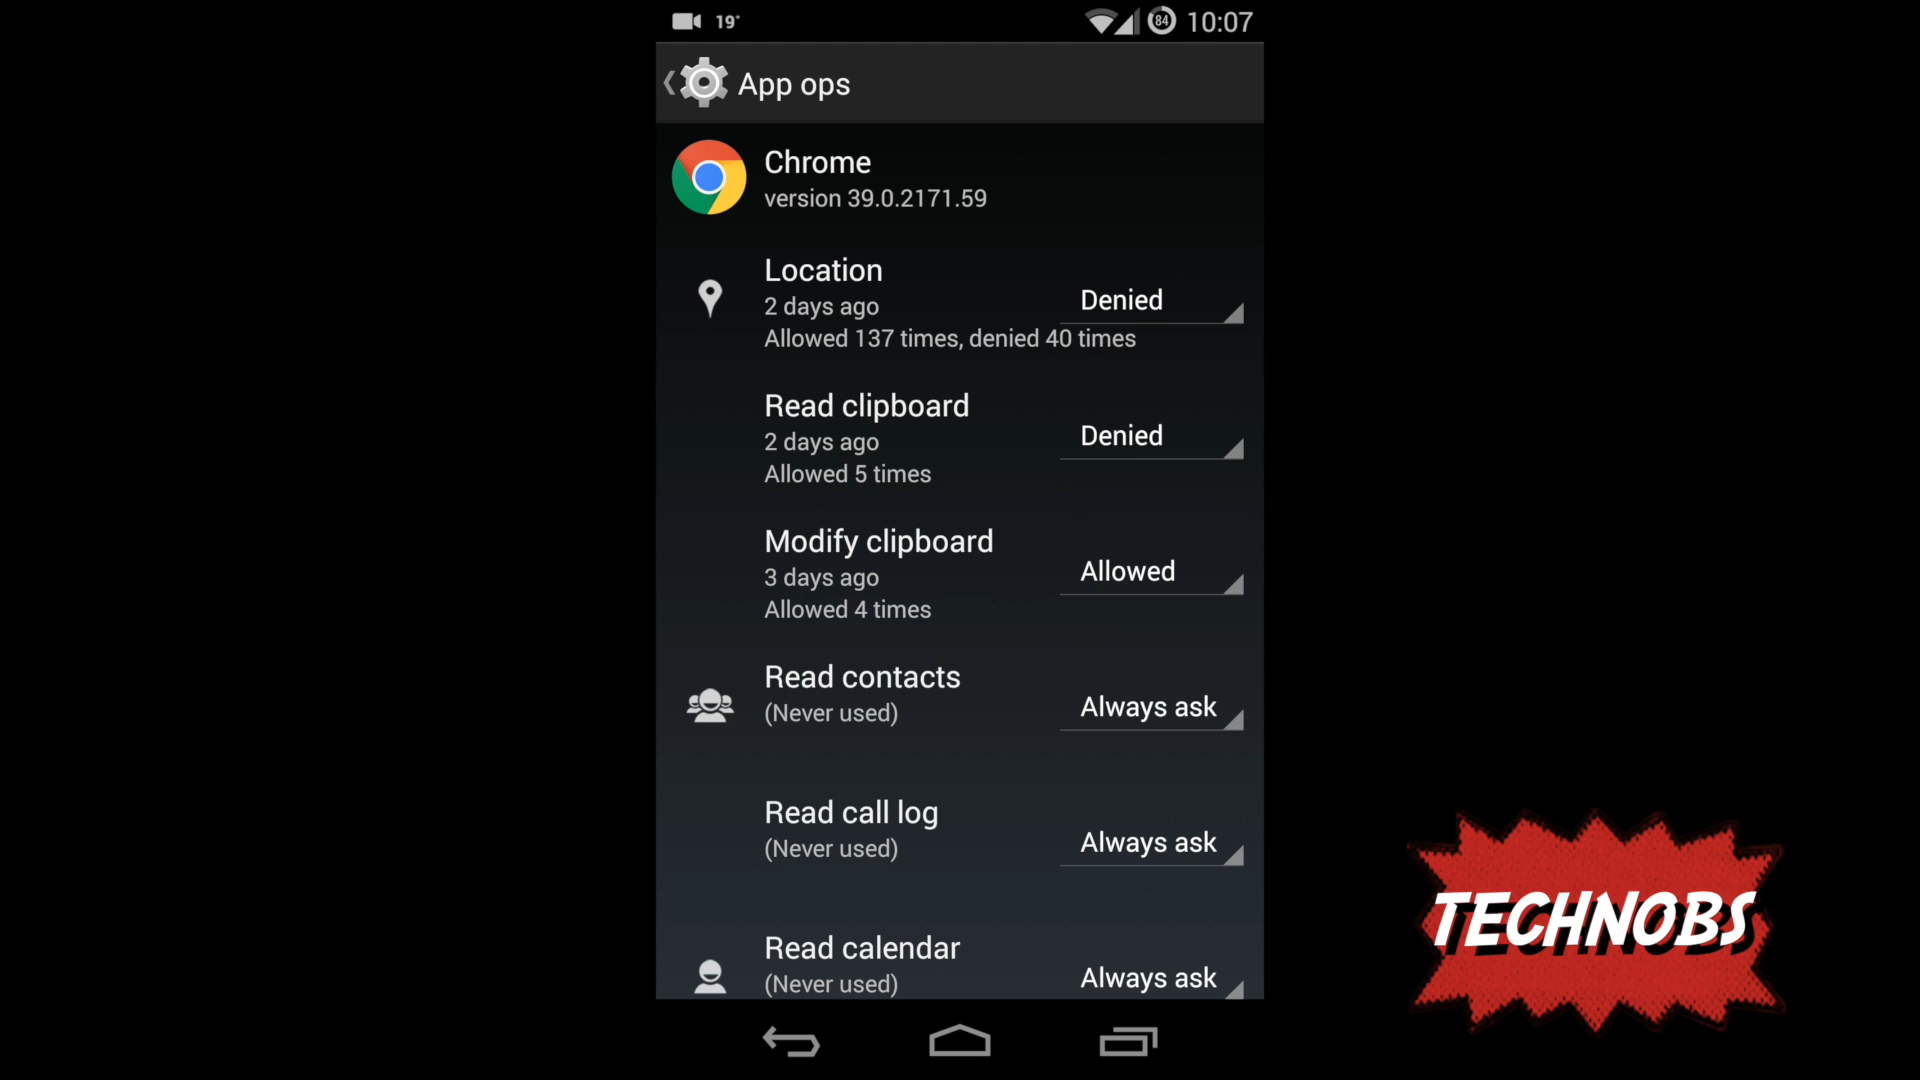 19° 84 10:07
App ops
Chrome
version 39.0.2171.59
Location
2 days ago
Denied
Allowed 137 times, denied 40 times
Read clipboard
2 days ago
Denied
Allowed 5 times
Modify clipboard
3 days ago
Allowed
Allowed 4 times
Read contacts
(Never used)
Always ask
Read call log
(Never used)
Always ask
Read calendar
(Never used)
Always ask
TECHNOBS